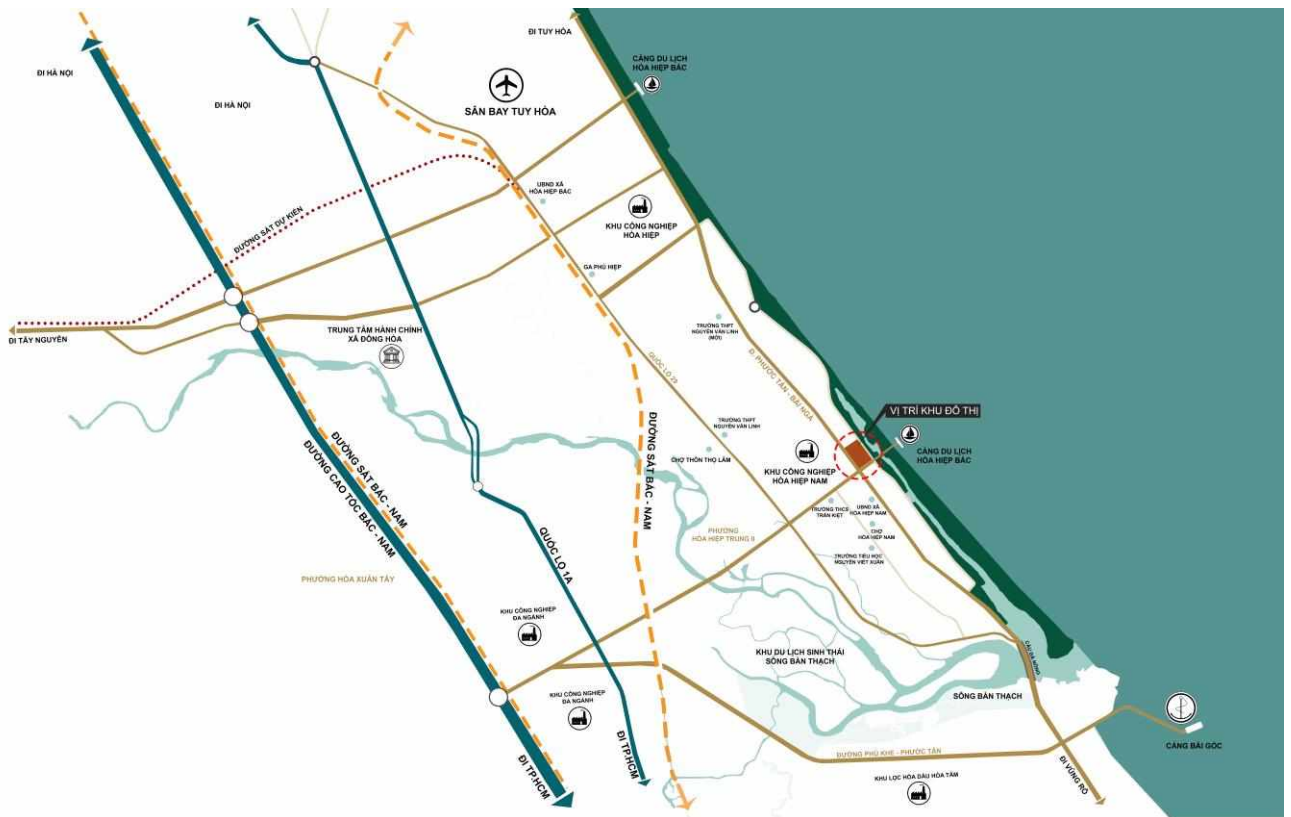 ĐI TUY HÒA
CẢNG DU LỊCH
HÒA HIỆP BẮC
ĐI HÀ NỘI
ĐI HÀ NỘI
SÂN BAY TUY HÒA
UBND XÃ
HÒA HIỆP BẮC
ĐƯỜNG SẮT DỰ KIẾN
KHU CÔNG NGHIỆP
HÒA HIỆP
GA PHÚ HIỆP
ĐI TÂY NGUYÊN
TRUNG TÂM HÀNH CHÍNH
XÃ ĐÔNG HÒA
TRƯỜNG THPT
NGUYỄN VĂN LINH
(MỚI)
QUỐC LỘ 29
Đ. PHƯỚC TÂN - BÃI NGÀ
VỊ TRÍ KHU ĐÔ THỊ
TRƯỜNG THPT
NGUYỄN VĂN LINH
CHỢ THÔN THỌ LÂM
KHU CÔNG NGHIỆP
HÒA HIỆP NAM
CẢNG DU LỊCH
HÒA HIỆP BẮC
ĐƯỜNG SẮT BẮC - NAM
ĐƯỜNG CAO TỐC BẮC - NAM
ĐƯỜNG SẮT BẮC - NAM
TRƯỜNG THCS
TRẦN KIỆT
UBND XÃ
HÒA HIỆP NAM
CHỢ
HÒA HIỆP NAM
PHƯỜNG
HÒA HIỆP TRUNG
TRƯỜNG TIỂU HỌC
NGUYỄN VIẾT XUÂN
QUỐC LỘ 1A
PHƯỜNG HÒA XUÂN TÂY
KHU CÔNG NGHIỆP
ĐA NGÀNH
KHU DU LỊCH SINH THÁI
SÔNG BÀN THẠCH
CẦU ĐÀ NÔNG
KHU CÔNG NGHIỆP
ĐA NGÀNH
SÔNG BÀN THẠCH
CẢNG BÃI GỐC
ĐƯỜNG PHÚ KHÊ - PHƯỚC TÂN
ĐI TP.HCM
ĐI TP.HCM
KHU LỌC HÓA DẦU HÒA TÂM
ĐI VŨNG RÔ